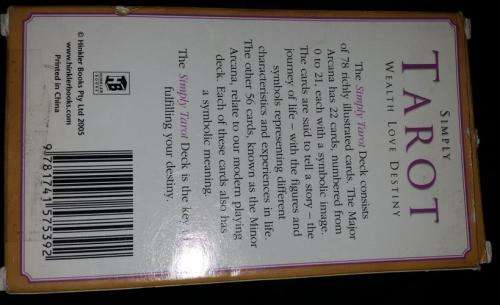 SIMPLY
TAROT
WEALTH LOVE DESTINY
The Simply Tarot Deck consists
of 78 richly illustrated cards. The Major
Arcana has 22 cards, numbered from
0 to 21, each with a symbolic image.
The cards are said to tell a story – the
journey of life – with the figures and
symbols representing different
characteristics and experiences in life.
The other 56 cards, known as the Minor
Arcana, relate to our modern playing
deck. Each of these cards also has
a symbolic meaning.
The Simply Tarot Deck is the key
fulfilling your destiny.
HB
© Hinkler Books Pty Ltd 2005
www.hinklerbooks.com
Printed in China
9 781741 575392